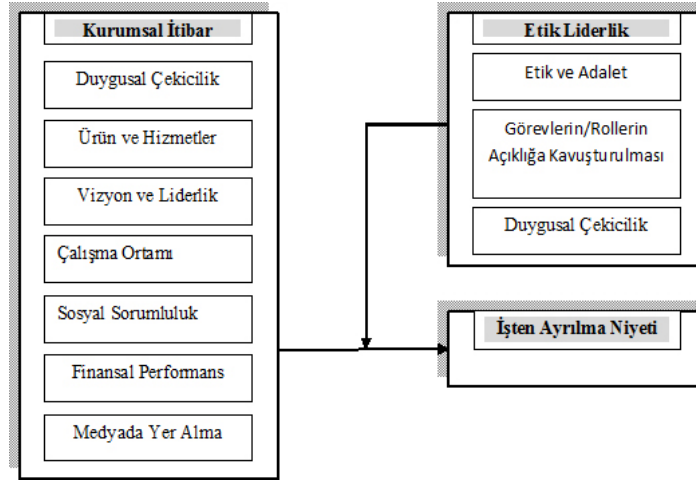 Kurumsal İtibar
Duygusal Çekicilik
Ürün ve Hizmetler
Vizyon ve Liderlik
Çalışma Ortamı
Sosyal Sorumluluk
Finansal Performans
Medyada Yer Alma
Etik Liderlik
Etik ve Adalet
Görevlerin/Rollerin
Açıklığa Kavuşturulması
Duygusal Çekicilik
İşten Ayrılma Niyeti